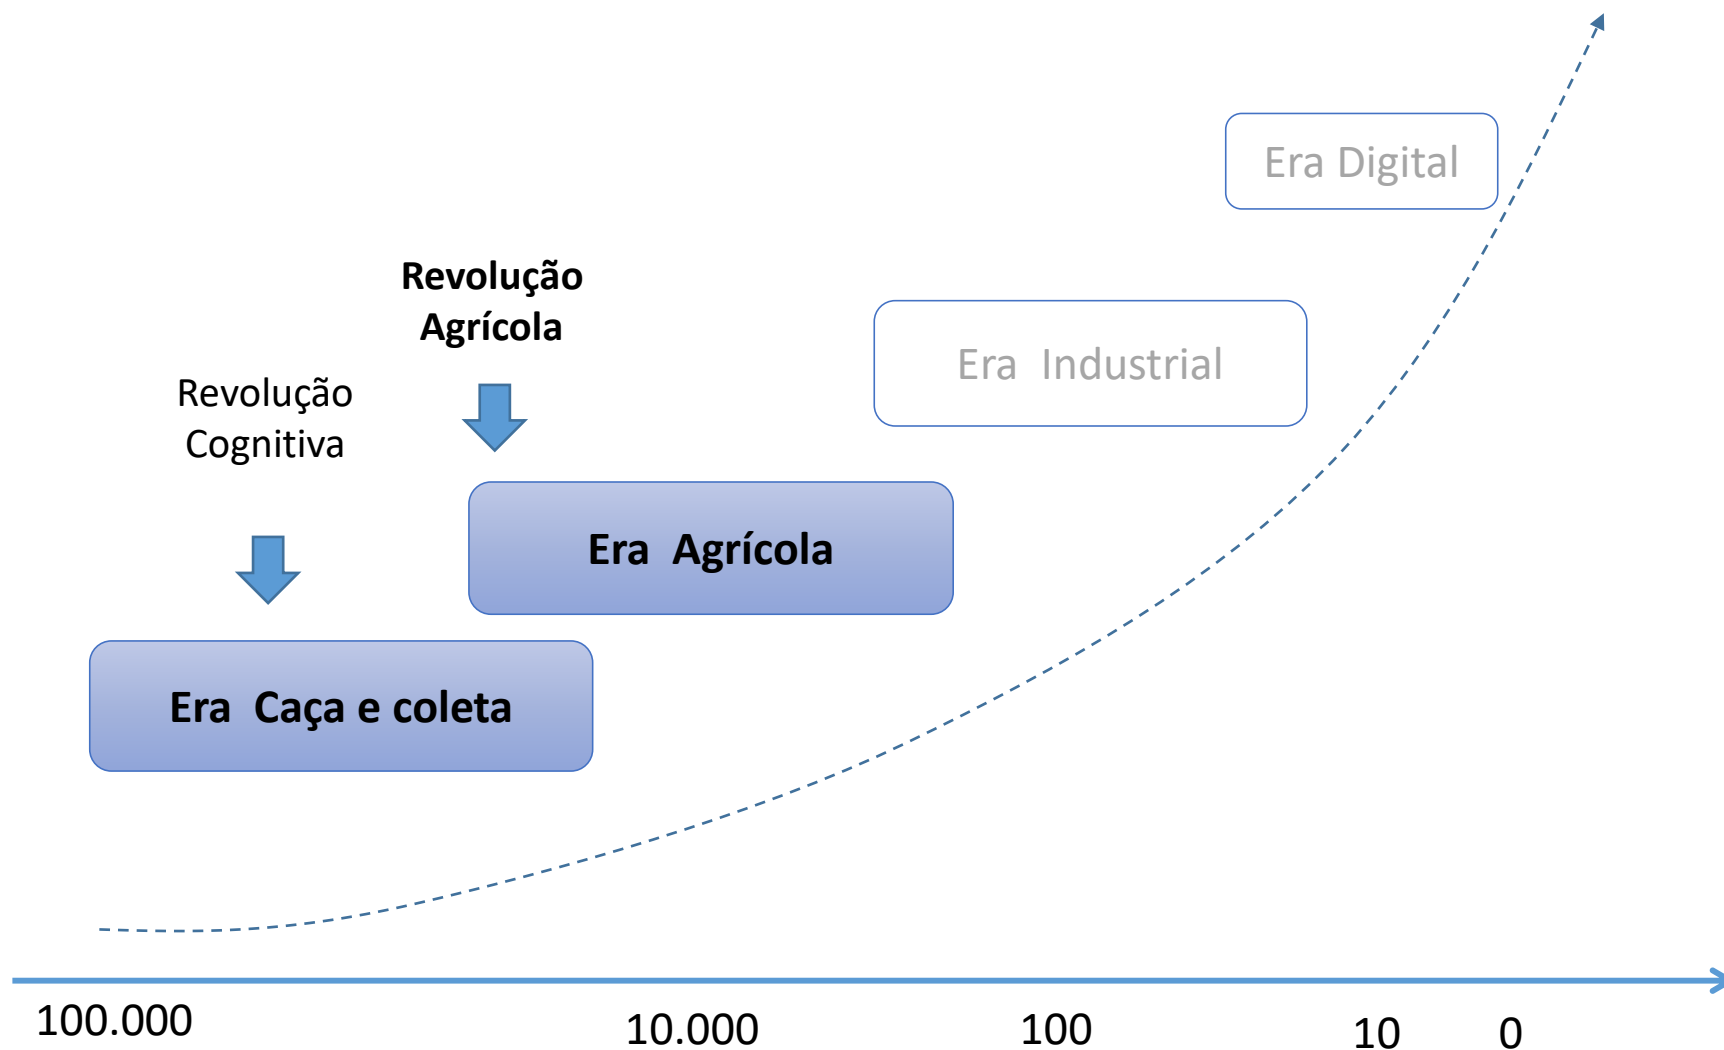 Era Digital
Revolução
Agrícola
Era Industrial
Revolução
Cognitiva
Era Agrícola
Era Caça e coleta
100.000
10.000
100
10
0